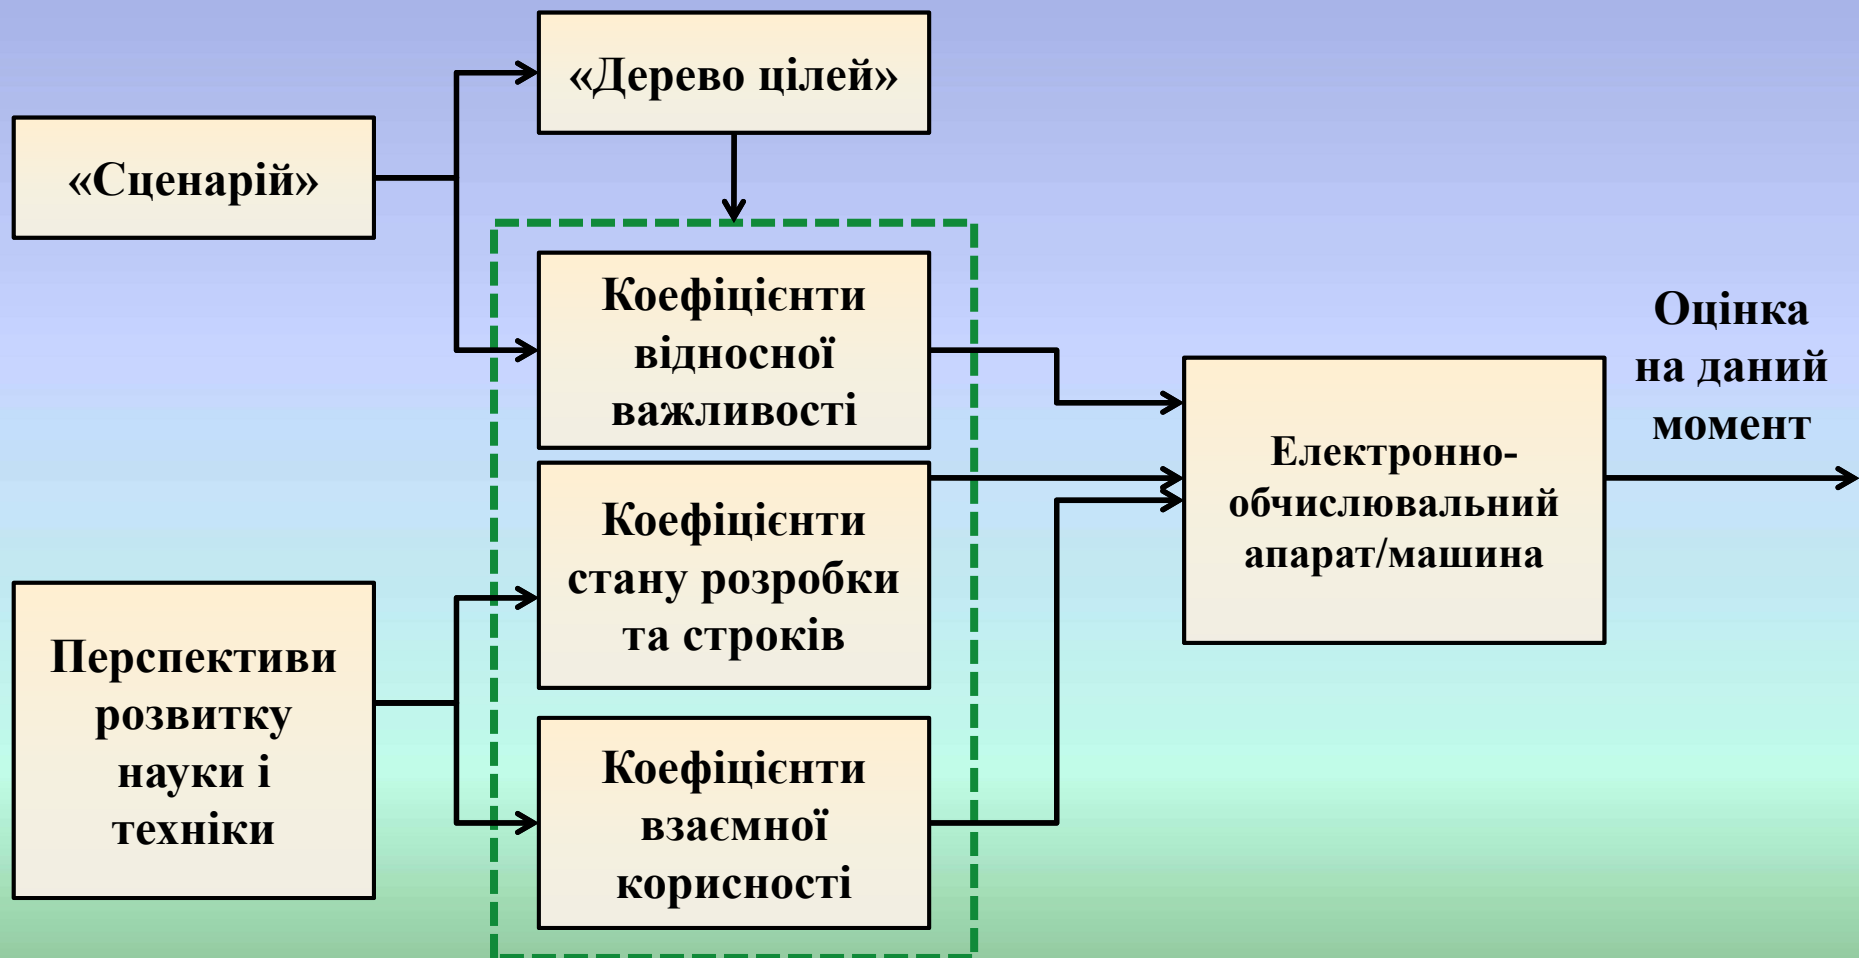 «Дерево цілей»
«Сценарій»
Коефіцієнти
відносної
важливості
Коефіцієнти
стану розробки
та строків
Коефіцієнти
взаємної
корисності
Перспективи
розвитку
науки і
техніки
Електронно-
обчислювальний
апарат/машина
Оцінка
на даний
момент